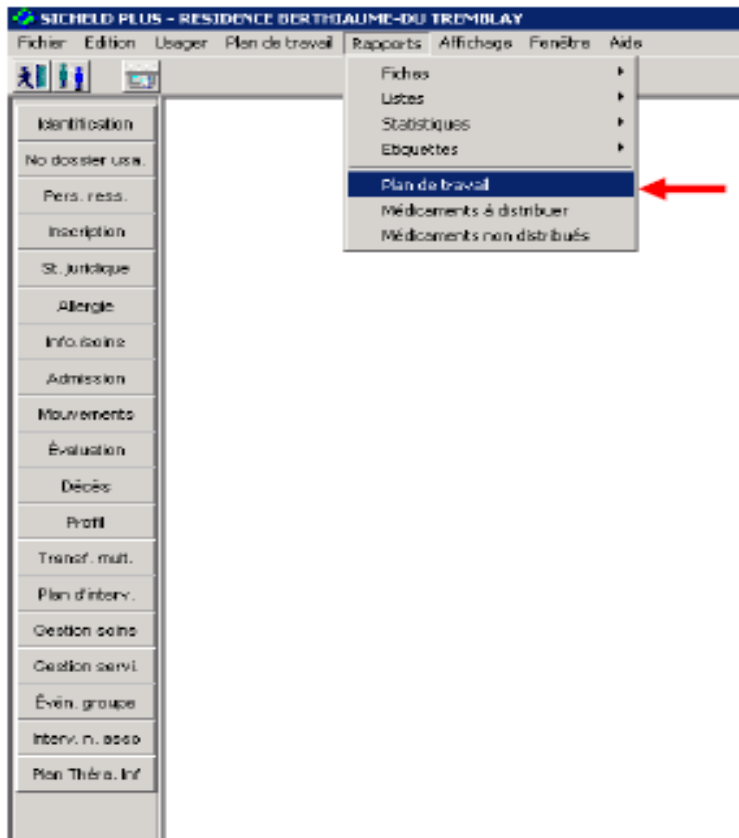 SICHELD PLUS - RESIDENCE BERTHIAUME-DU TREMBLAY
Fichier Edition Usager Plan de travail Rapports Affichage Fenêtre Aide
Fiches
Listes
Statistiques
Etiquettes
Plan de travail
Médicaments à distribuer
Médicaments non distribués
Identification
No dossier usa.
Pers. ress.
Inscription
St. juridique
Allergie
Info./soins
Admission
Mouvements
Évaluation
Décès
Profil
Transf. mult.
Plan d'interv.
Gestion soins
Gestion servi.
Évén. groupe
Interv. n. asso
Plan Théra. Inf